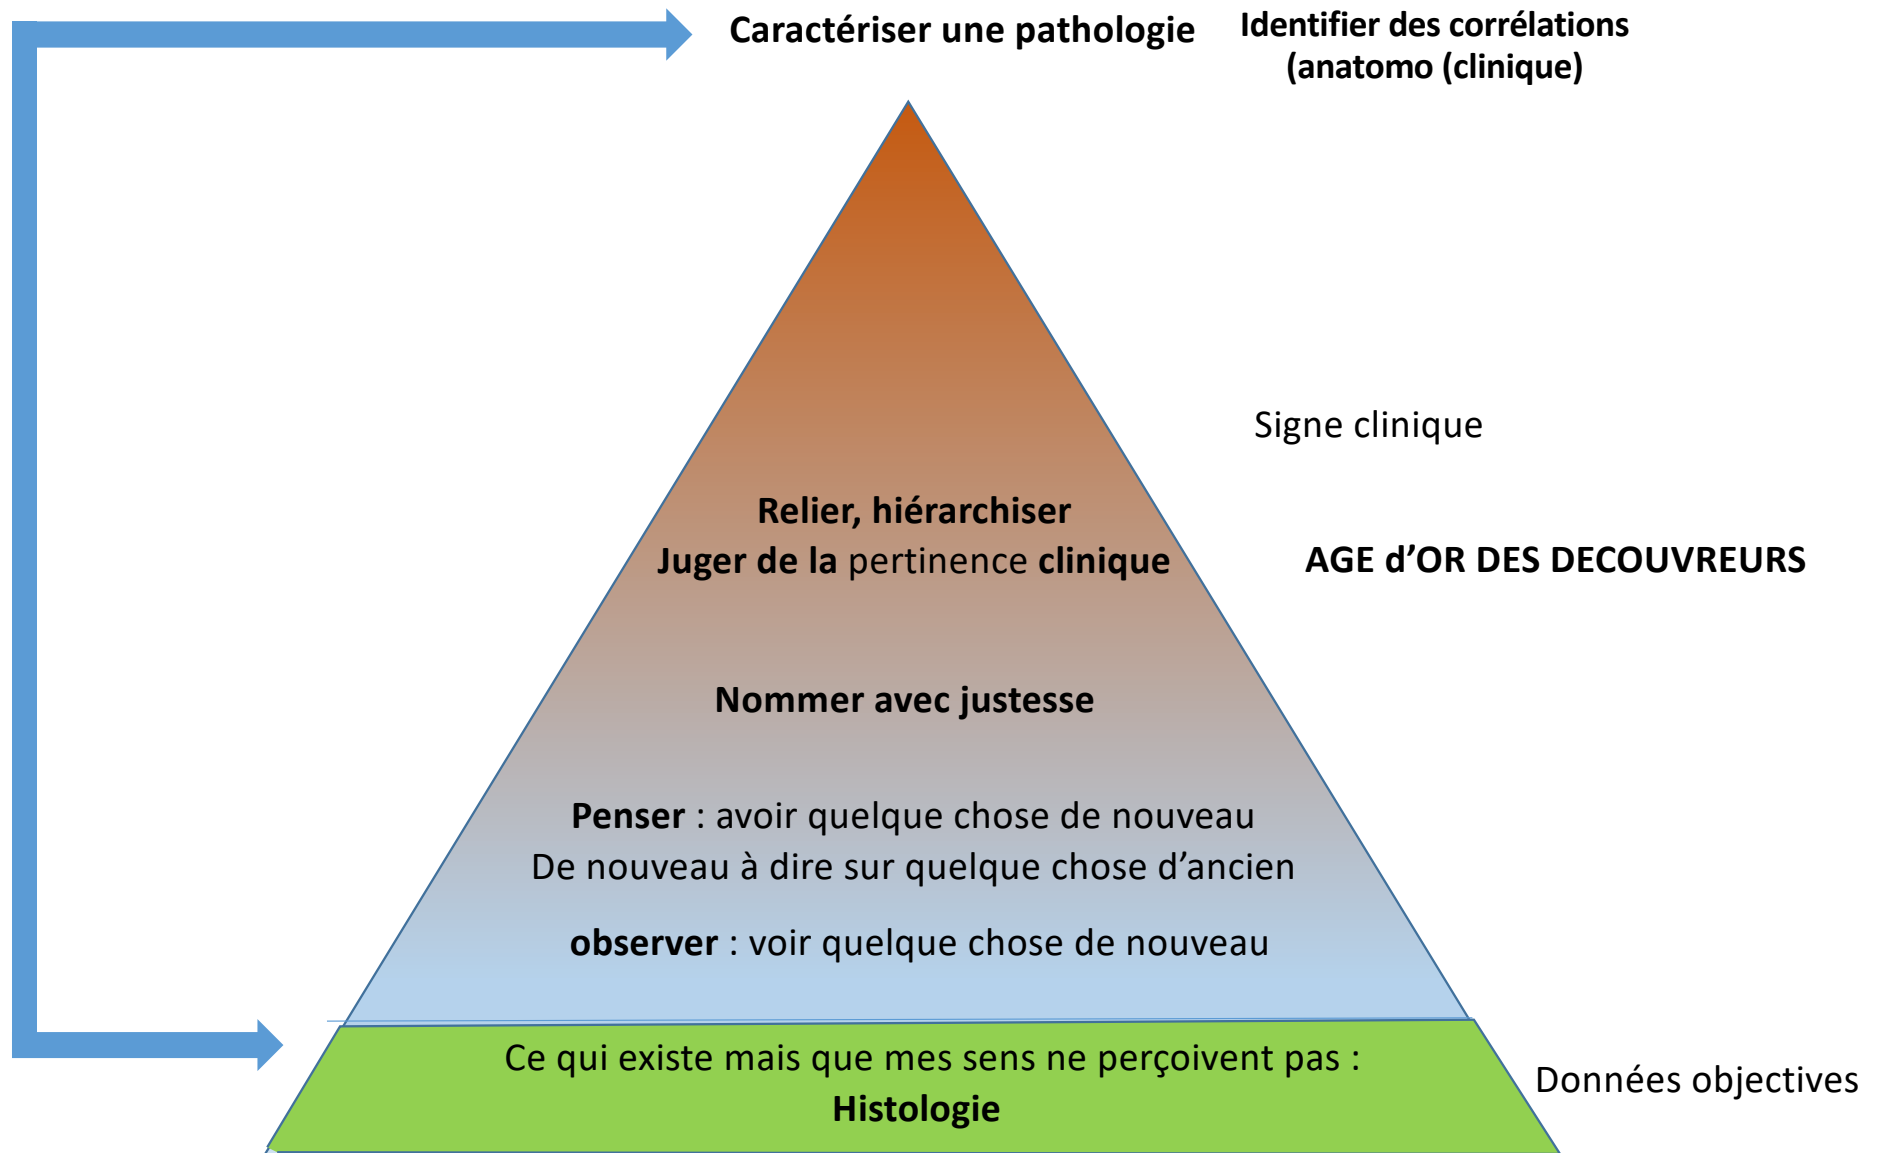 Caractériser une pathologie
Identifier des corrélations
(anatomo (clinique)
Signe clinique
Relier, hiérarchiser
Juger de la pertinence clinique
AGE d’OR DES DECOUVREURS
Nommer avec justesse
Penser : avoir quelque chose de nouveau
De nouveau à dire sur quelque chose d’ancien
observer : voir quelque chose de nouveau
Ce qui existe mais que mes sens ne perçoivent pas :
Histologie
Données objectives